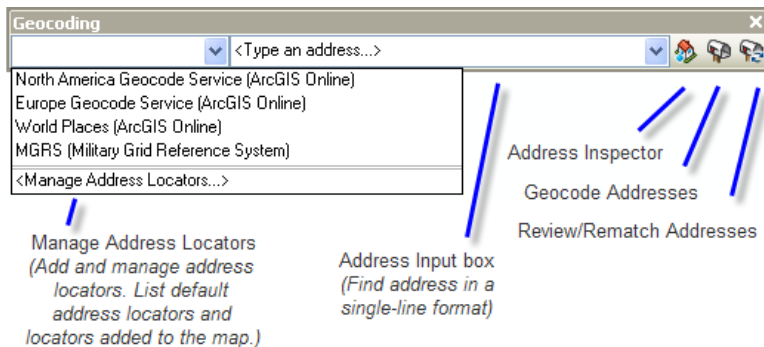 Geocoding
<Type an address...>
North America Geocode Service (ArcGIS Online)
Europe Geocode Service (ArcGIS Online)
World Places (ArcGIS Online)
MGRS (Military Grid Reference System)
<Manage Address Locators...>
Address Inspector
Geocode Addresses
Review/Rematch Addresses
Manage Address Locators
(Add and manage address
locators. List default
address locators and
locators added to the map.)
Address Input box
(Find address in a
single-line format)